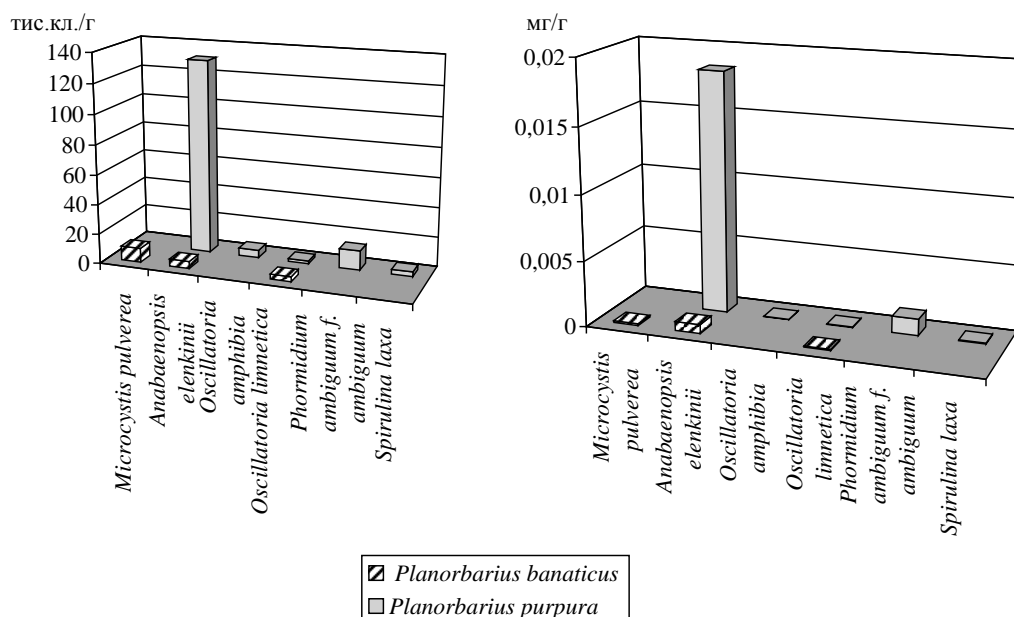 тис.кл./г
140
120
100
80
60
40
20
0
Microcystis pulverea
Anabaenopsis
elenkinii
Oscillatoria
amphibia
Oscillatoria limnetica
Phormidium
ambiguum f.
ambiguum
Spirulina laxa
мг/г
0,02
0,015
0,01
0,005
0
Microcystis
pulverea
Anabaenopsis
elenkinii
Oscillatoria
amphibia
Oscillatoria
limnetica
Phormidium
ambiguum f.
ambiguum
Spirulina laxa
Planorbarius banaticus
Planorbarius purpura